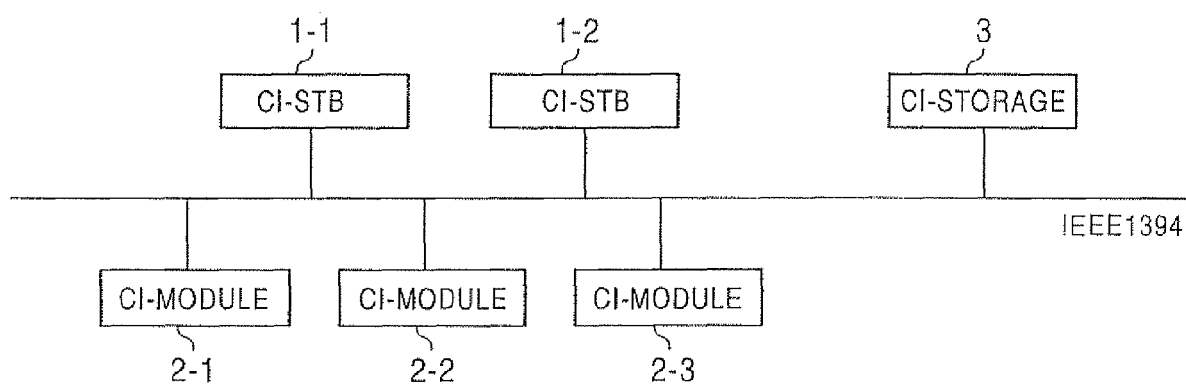 1-1
1-2
3
CI-STB
CI-STB
CI-STORAGE
IEEE1394
CI-MODULE
CI-MODULE
CI-MODULE
2-1
2-2
2-3